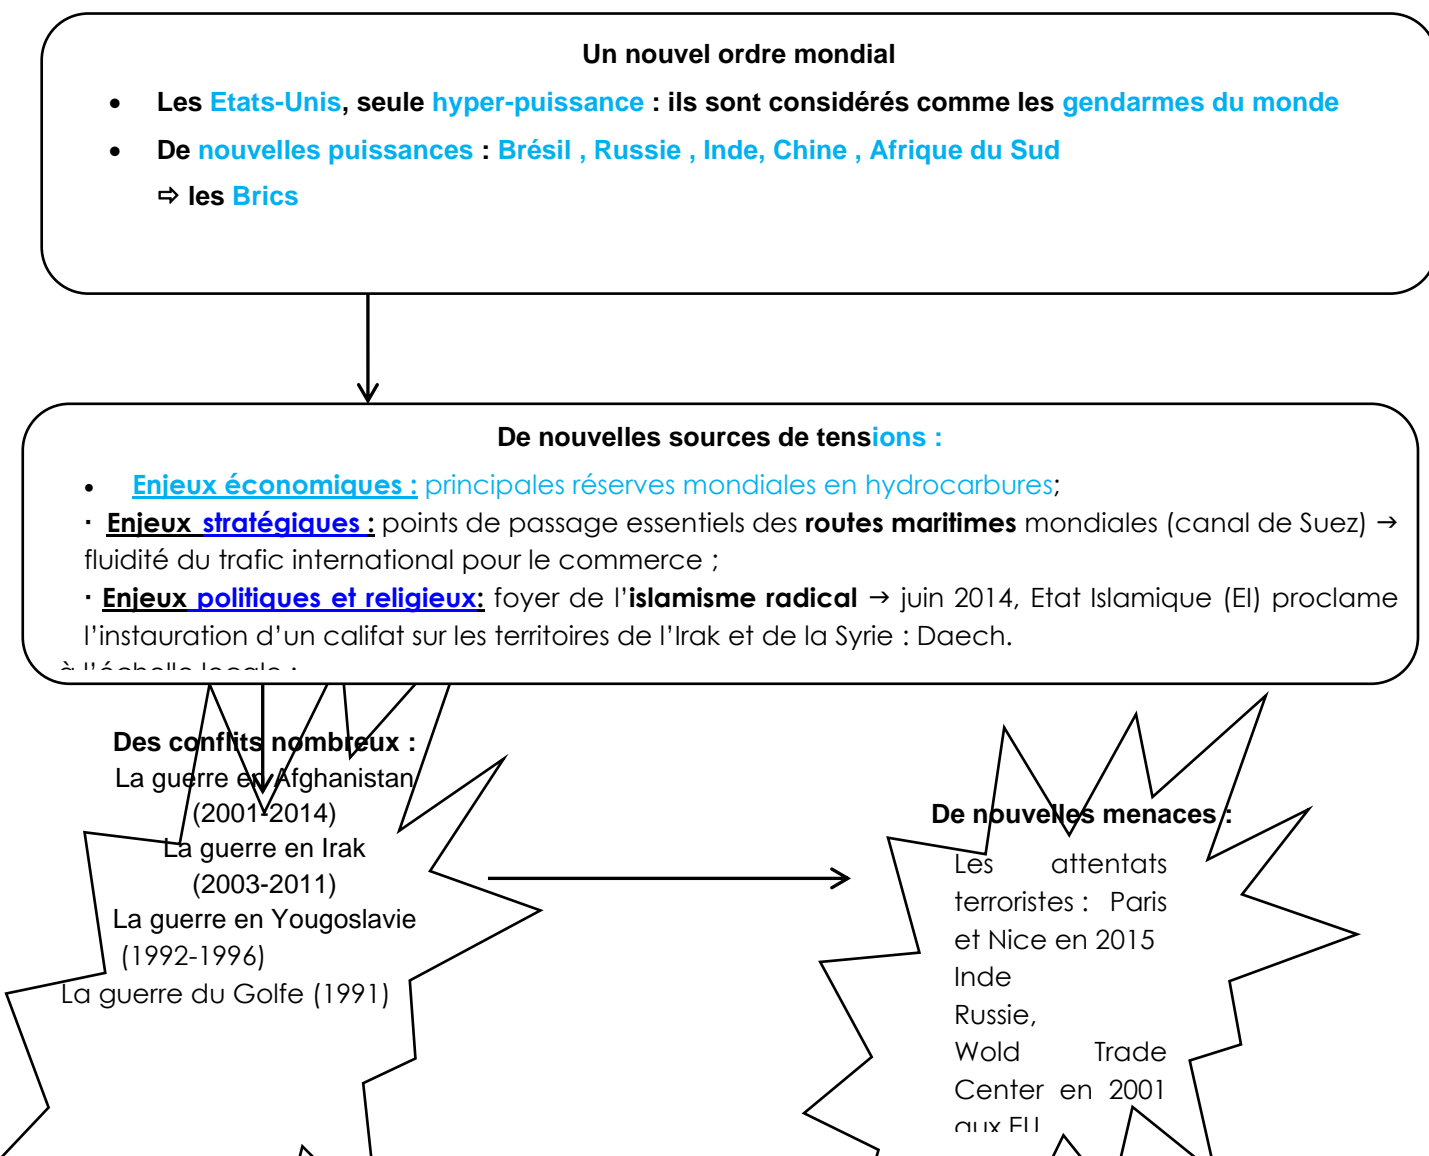 Un nouvel ordre mondial
• Les Etats-Unis, seule hyper-puissance : ils sont considérés comme les gendarmes du monde
• De nouvelles puissances : Brésil , Russie , Inde, Chine , Afrique du Sud
⇨ les Brics
De nouvelles sources de tensions :
• Enjeux économiques : principales réserves mondiales en hydrocarbures;
· Enjeux stratégiques : points de passage essentiels des routes maritimes mondiales (canal de Suez) →
fluidité du trafic international pour le commerce ;
· Enjeux politiques et religieux: foyer de l’islamisme radical → juin 2014, Etat Islamique (EI) proclame
l’instauration d’un califat sur les territoires de l’Irak et de la Syrie : Daech.
à l’échelle locale :
Des conflits nombreux :
La guerre en Afghanistan
(2001-2014)
La guerre en Irak
(2003-2011)
La guerre en Yougoslavie
(1992-1996)
La guerre du Golfe (1991)
De nouvelles menaces :
Les attentats
terroristes : Paris
et Nice en 2015
Inde
Russie,
Wold Trade
Center en 2001
aux EU